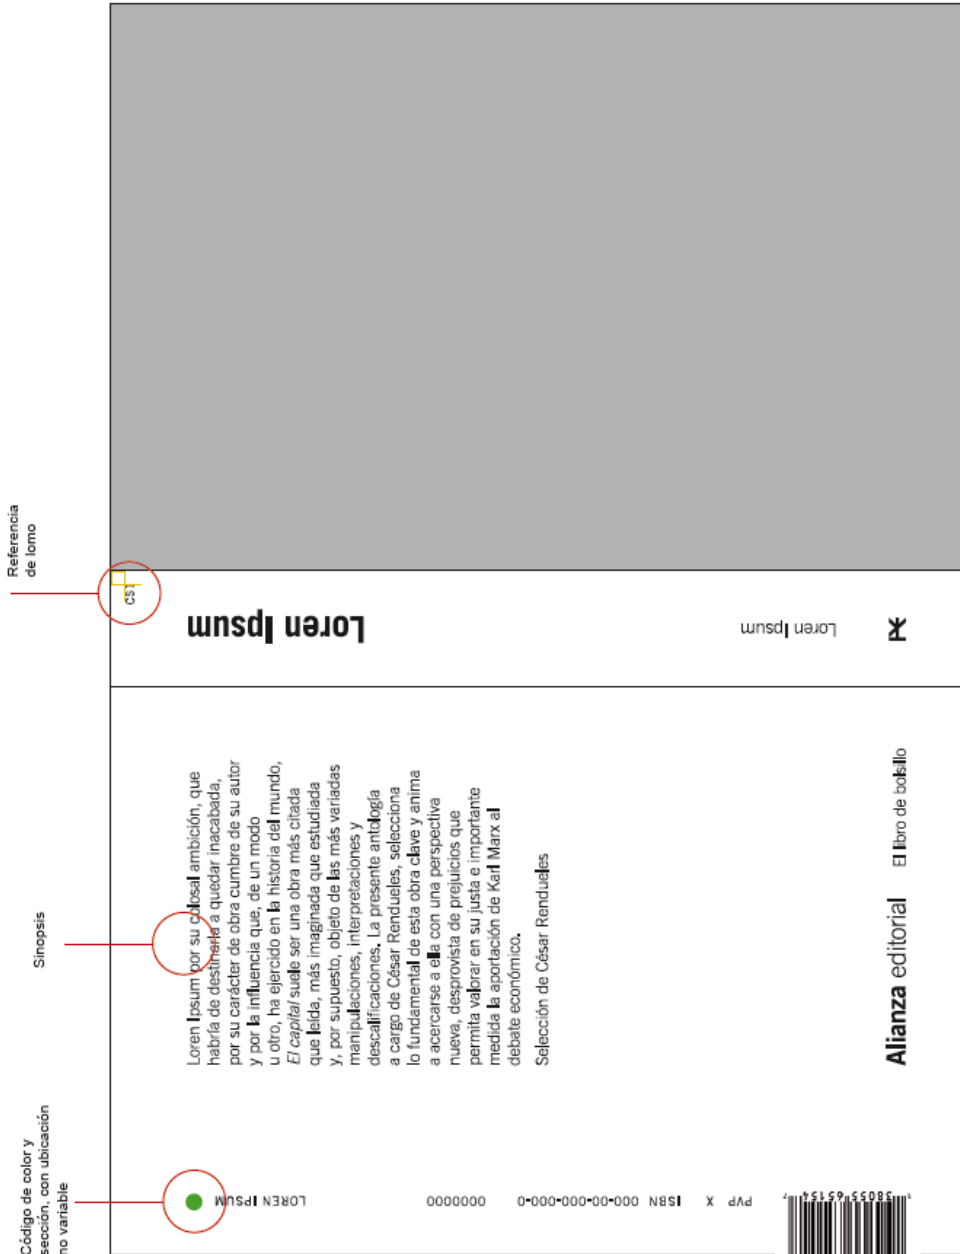 Referencia
de lomo
CS1
Loren Ipsum
Loren Ipsum
Sinopsis
Loren Ipsum por su colosal ambición, que
habría de destinarla a quedar inacabada,
por su carácter de obra cumbre de su autor
y por la influencia que, de un modo
u otro, ha ejercido en la historia del mundo,
El capital suele ser una obra más citada
que leída, más imaginada que estudiada
y, por supuesto, objeto de las más variadas
manipulaciones, interpretaciones y
descalificaciones. La presente antología
a cargo de César Rendueles, selecciona
lo fundamental de esta obra clave y anima
a acercarse a ella con una perspectiva
nueva, desprovista de prejuicios que
permita valorar en su justa e importante
medida la aportación de Karl Marx al
debate económico.
Selección de César Rendueles
Alianza editorial El libro de bolsillo
Código de color y
sección, con ubicación
no variable
LOREN IPSUM
0000000
ISBN 000-00-000-000-0
PVP X